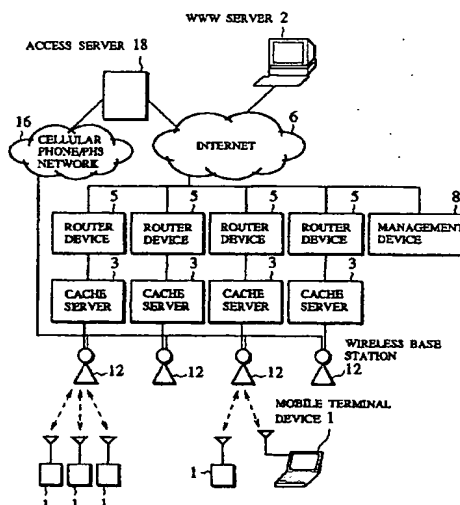 WWW SERVER 2
ACCESS SERVER 18
16
CELLULAR
PHONE/PHS
NETWORK
INTERNET
6
5 5 5 5 8
ROUTER DEVICE ROUTER DEVICE ROUTER DEVICE ROUTER DEVICE MANAGEMENT DEVICE
3 3 3 3
CACHE SERVER CACHE SERVER CACHE SERVER CACHE SERVER
WIRELESS BASE
STATION
12 12 12 12
MOBILE TERMINAL
DEVICE 1
1
1 1 1